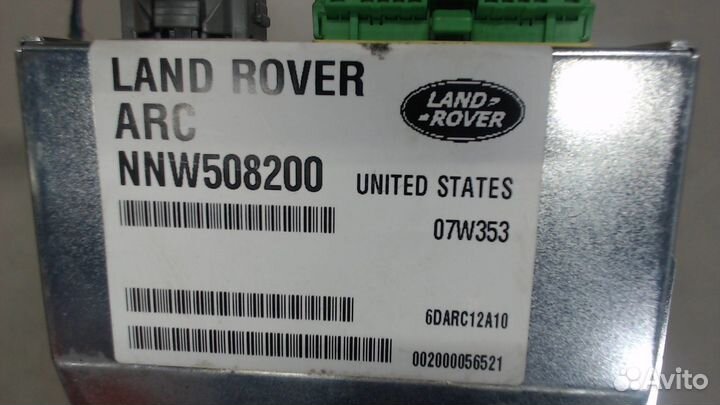 LAND ROVER
LAND-
-ROVER
ARC
NNW508200
UNITED STATES
07W353
6DARC12A10
002000056521
Avito